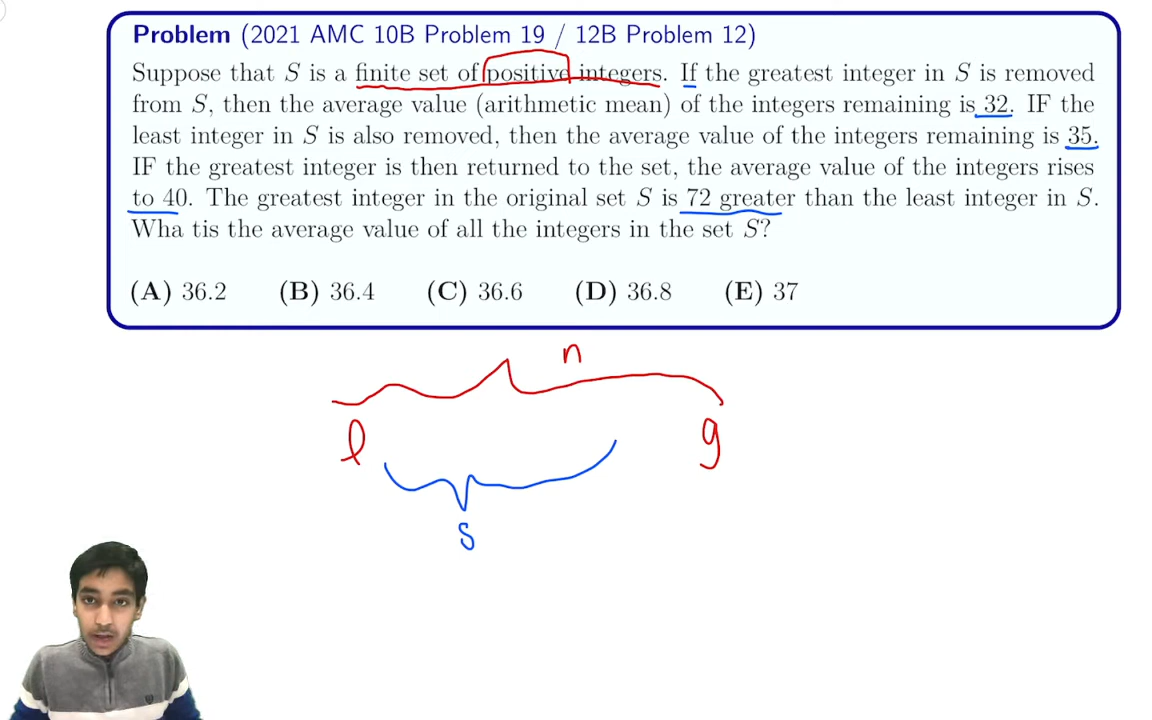 Problem (2021 AMC 10B Problem 19 / 12B Problem 12)
Suppose that S is a finite set of positive integers. If the greatest integer in S is removed
from S, then the average value (arithmetic mean) of the integers remaining is 32. IF the
least integer in S is also removed, then the average value of the integers remaining is 35.
IF the greatest integer is then returned to the set, the average value of the integers rises
to 40. The greatest integer in the original set S is 72 greater than the least integer in S.
Wha tis the average value of all the integers in the set S?
(A) 36.2 (B) 36.4 (C) 36.6 (D) 36.8 (E) 37
n
l g
s